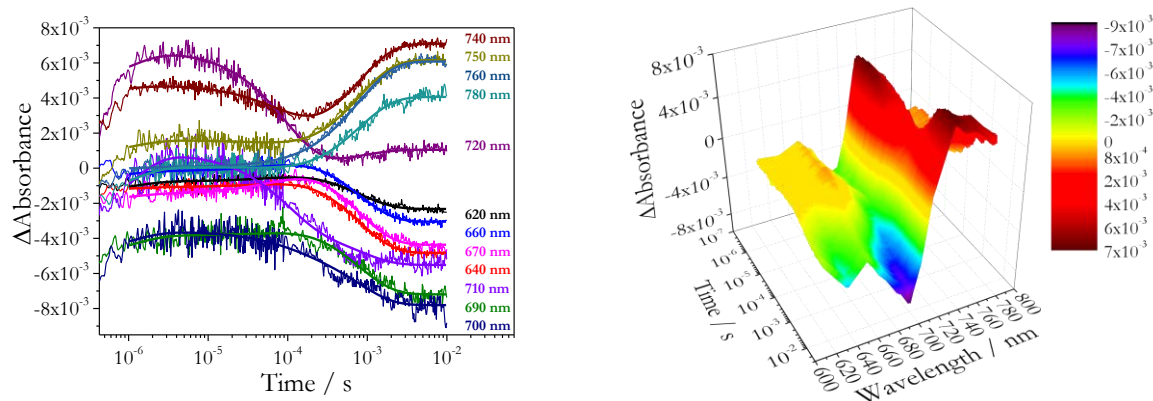 8x10⁻³
6x10⁻³
4x10⁻³
2x10⁻³
0
-2x10⁻³
-4x10⁻³
-6x10⁻³
-8x10⁻³
ΔAbsorbance
10⁻⁶
10⁻⁵
10⁻⁴
10⁻³
10⁻²
Time / s
740 nm
750 nm
760 nm
780 nm
720 nm
620 nm
660 nm
670 nm
640 nm
710 nm
690 nm
700 nm
8x10⁻³
4x10⁻³
0
-4x10⁻³
-8x10⁻³
ΔAbsorbance
10⁻⁷
10⁻⁶
10⁻⁵
10⁻⁴
10⁻³
10⁻²
Time / s
600
620
640
660
680
700
720
740
760
780
800
Wavelength / nm
-9x10⁻³
-7x10⁻³
-6x10⁻³
-4x10⁻³
-2x10⁻³
0
8x10⁻⁴
2x10⁻³
4x10⁻³
6x10⁻³
7x10⁻³